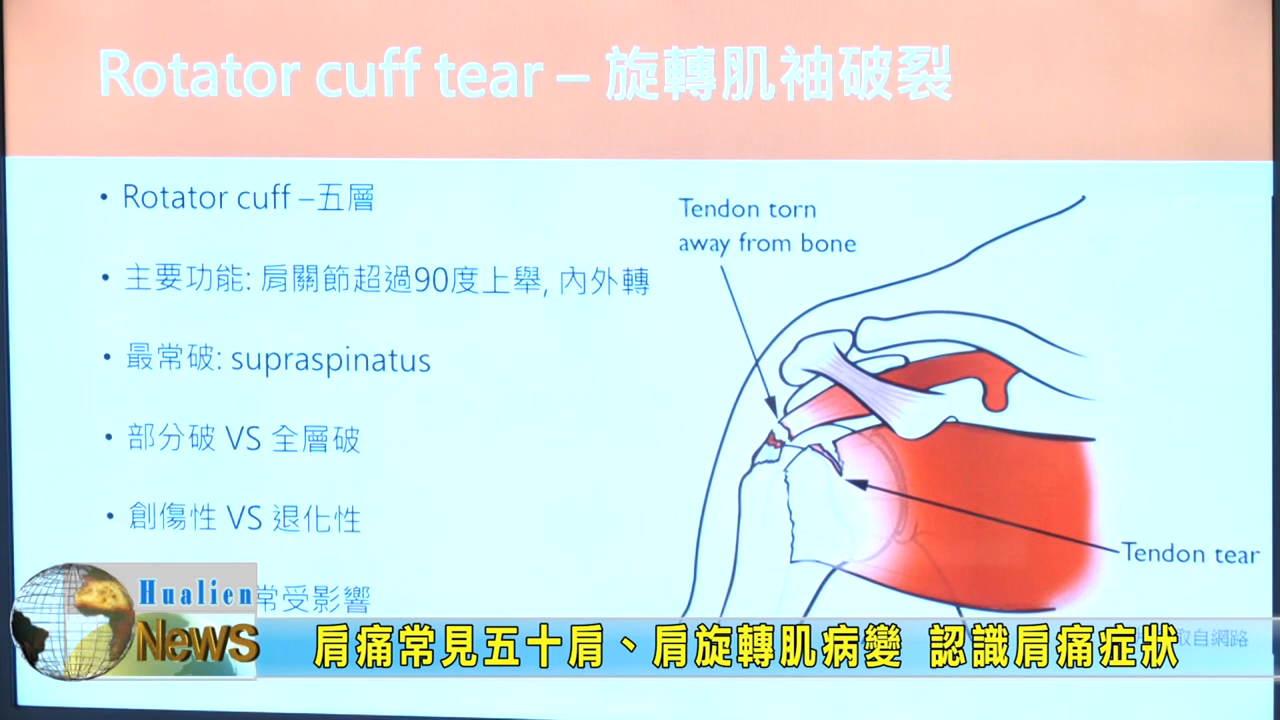 Rotator cuff tear – 旋轉肌袖破裂
• Rotator cuff –五層
• 主要功能: 肩關節超過90度上舉, 內外轉
• 最常破: supraspinatus
• 部分破 VS 全層破
• 創傷性 VS 退化性
常受影響
Tendon torn
away from bone
Tendon tear
取自網路
Hualien
News
肩痛常見五十肩、肩旋轉肌病變 認識肩痛症狀